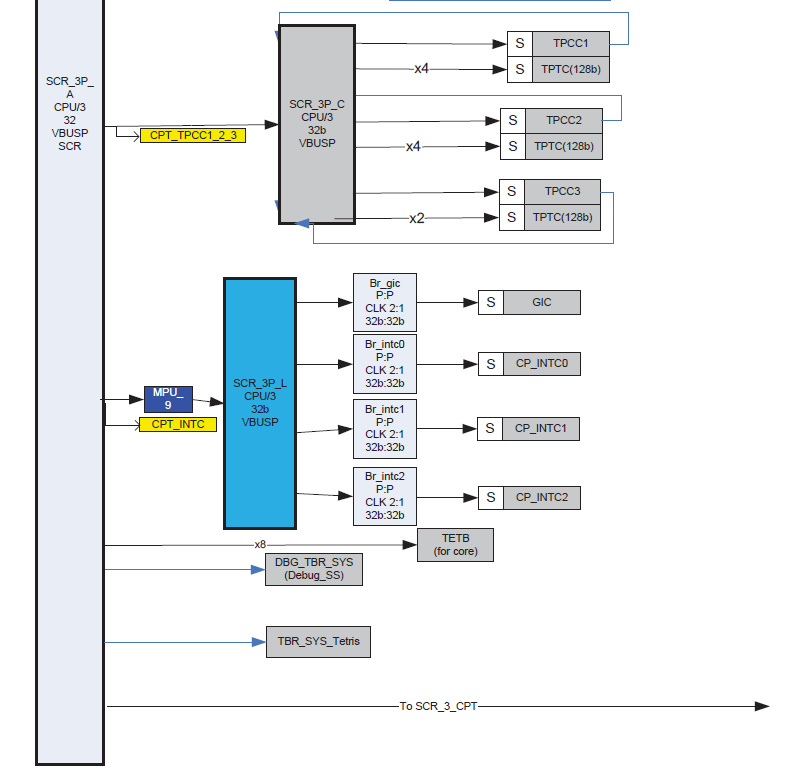 SCR_3P_
A
CPU/3
32
VBUSP
SCR
CPT_TPCC1_2_3
SCR_3P_C
CPU/3
32b
VBUSP
S TPCC1
x4
S TPTC(128b)
S TPCC2
x4
S TPTC(128b)
S TPCC3
x2
S TPTC(128b)
MPU_
9
CPT_INTC
SCR_3P_L
CPU/3
32b
VBUSP
Br_gic
P:P
CLK 2:1
32b:32b
S GIC
Br_intc0
P:P
CLK 2:1
32b:32b
S CP_INTC0
Br_intc1
P:P
CLK 2:1
32b:32b
S CP_INTC1
Br_intc2
P:P
CLK 2:1
32b:32b
S CP_INTC2
x8
TETB
(for core)
DBG_TBR_SYS
(Debug_SS)
TBR_SYS_Tetris
To SCR_3_CPT